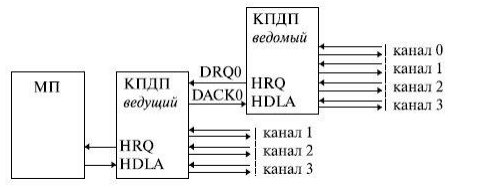 КПДП
ведомый
канал 0
канал 1
канал 2
канал 3
DRQ0
HRQ
DACK0
HDLA
МП
КПДП
ведущий
HRQ
HDLA
канал 1
канал 2
канал 3